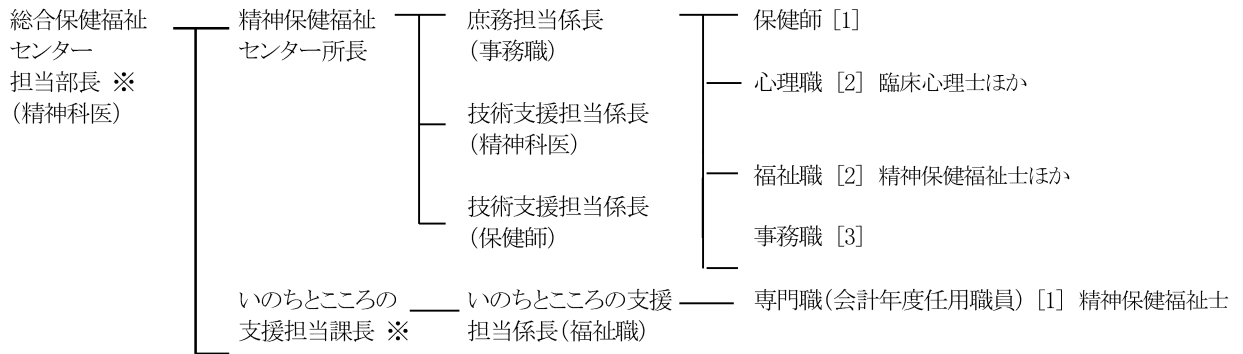 総合保健福祉
センター
担当部長 ※
（精神科医）
精神保健福祉
センター所長
庶務担当係長
（事務職）
技術支援担当係長
（精神科医）
技術支援担当係長
（保健師）
保健師 [1]
心理職 [2] 臨床心理士ほか
福祉職 [2] 精神保健福祉士ほか
事務職 [3]
いのちとこころの
支援担当課長 ※
いのちとこころの支援
担当係長（福祉職）
専門職（会計年度任用職員） [1] 精神保健福祉士